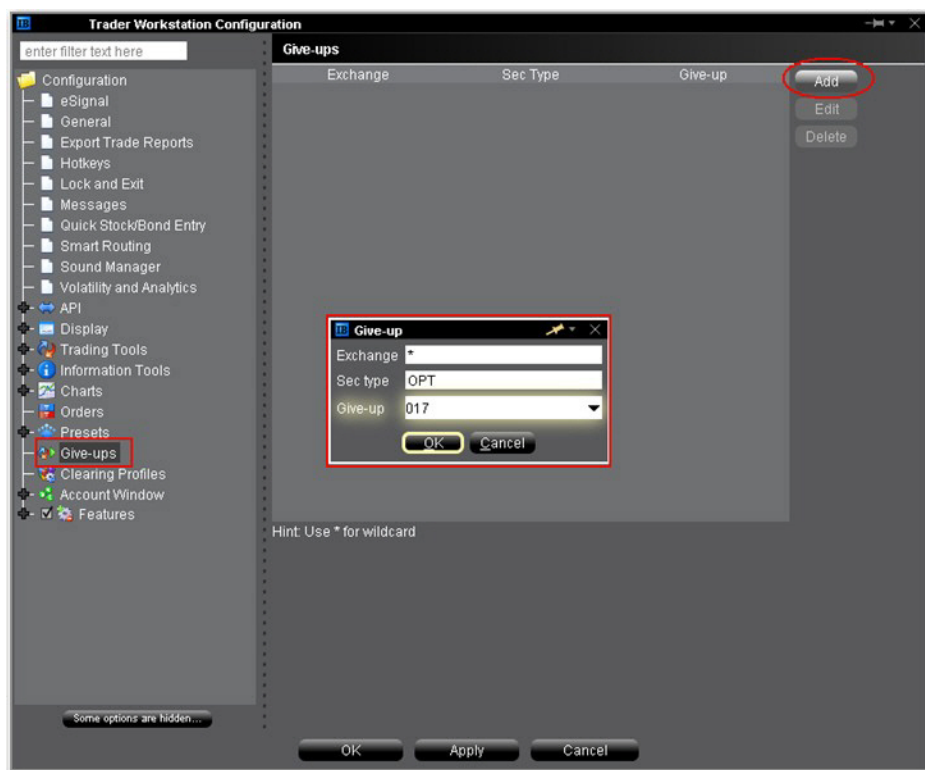 Trader Workstation Configuration
enter filter text here
Configuration
eSignal
General
Export Trade Reports
Hotkeys
Lock and Exit
Messages
Quick Stock/Bond Entry
Smart Routing
Sound Manager
Volatility and Analytics
API
Display
Trading Tools
Information Tools
Charts
Orders
Presets
Give-ups
Clearing Profiles
Account Window
Features
Some options are hidden...
Give-ups
Exchange Sec Type Give-up
Add
Edit
Delete
Give-up
Exchange *
Sec type OPT
Give-up 017
OK Cancel
Hint: Use * for wildcard
OK Apply Cancel